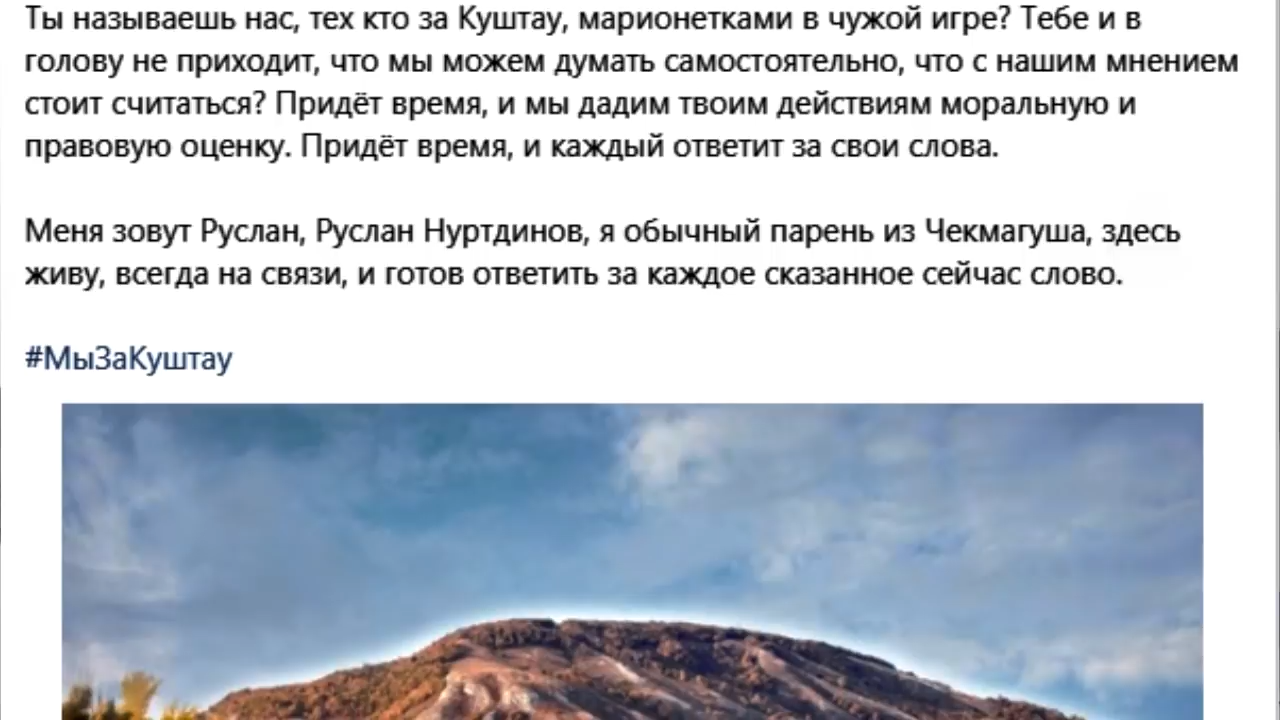 Ты называешь нас, тех кто за Куштау, марионетками в чужой игре? Тебе и в
голову не приходит, что мы можем думать самостоятельно, что с нашим мнением
стоит считаться? Придёт время, и мы дадим твоим действиям моральную и
правовую оценку. Придёт время, и каждый ответит за свои слова.
Меня зовут Руслан, Руслан Нуртдинов, я обычный парень из Чекмагуша, здесь
живу, всегда на связи, и готов ответить за каждое сказанное сейчас слово.
#МыЗаКуштау